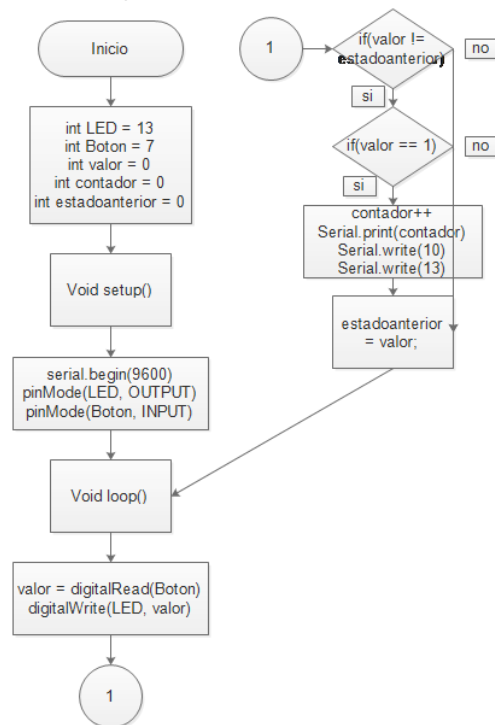 Inicio
int LED = 13
int Boton = 7
int valor = 0
int contador = 0
int estadoanterior = 0
Void setup()
serial.begin(9600)
pinMode(LED, OUTPUT)
pinMode(Boton, INPUT)
Void loop()
valor = digitalRead(Boton)
digitalWrite(LED, valor)
1
1
if(valor !=
estadoanterior)
no
si
if(valor == 1)
no
si
contador++
Serial.print(contador)
Serial.write(10)
Serial.write(13)
estadoanterior
= valor;